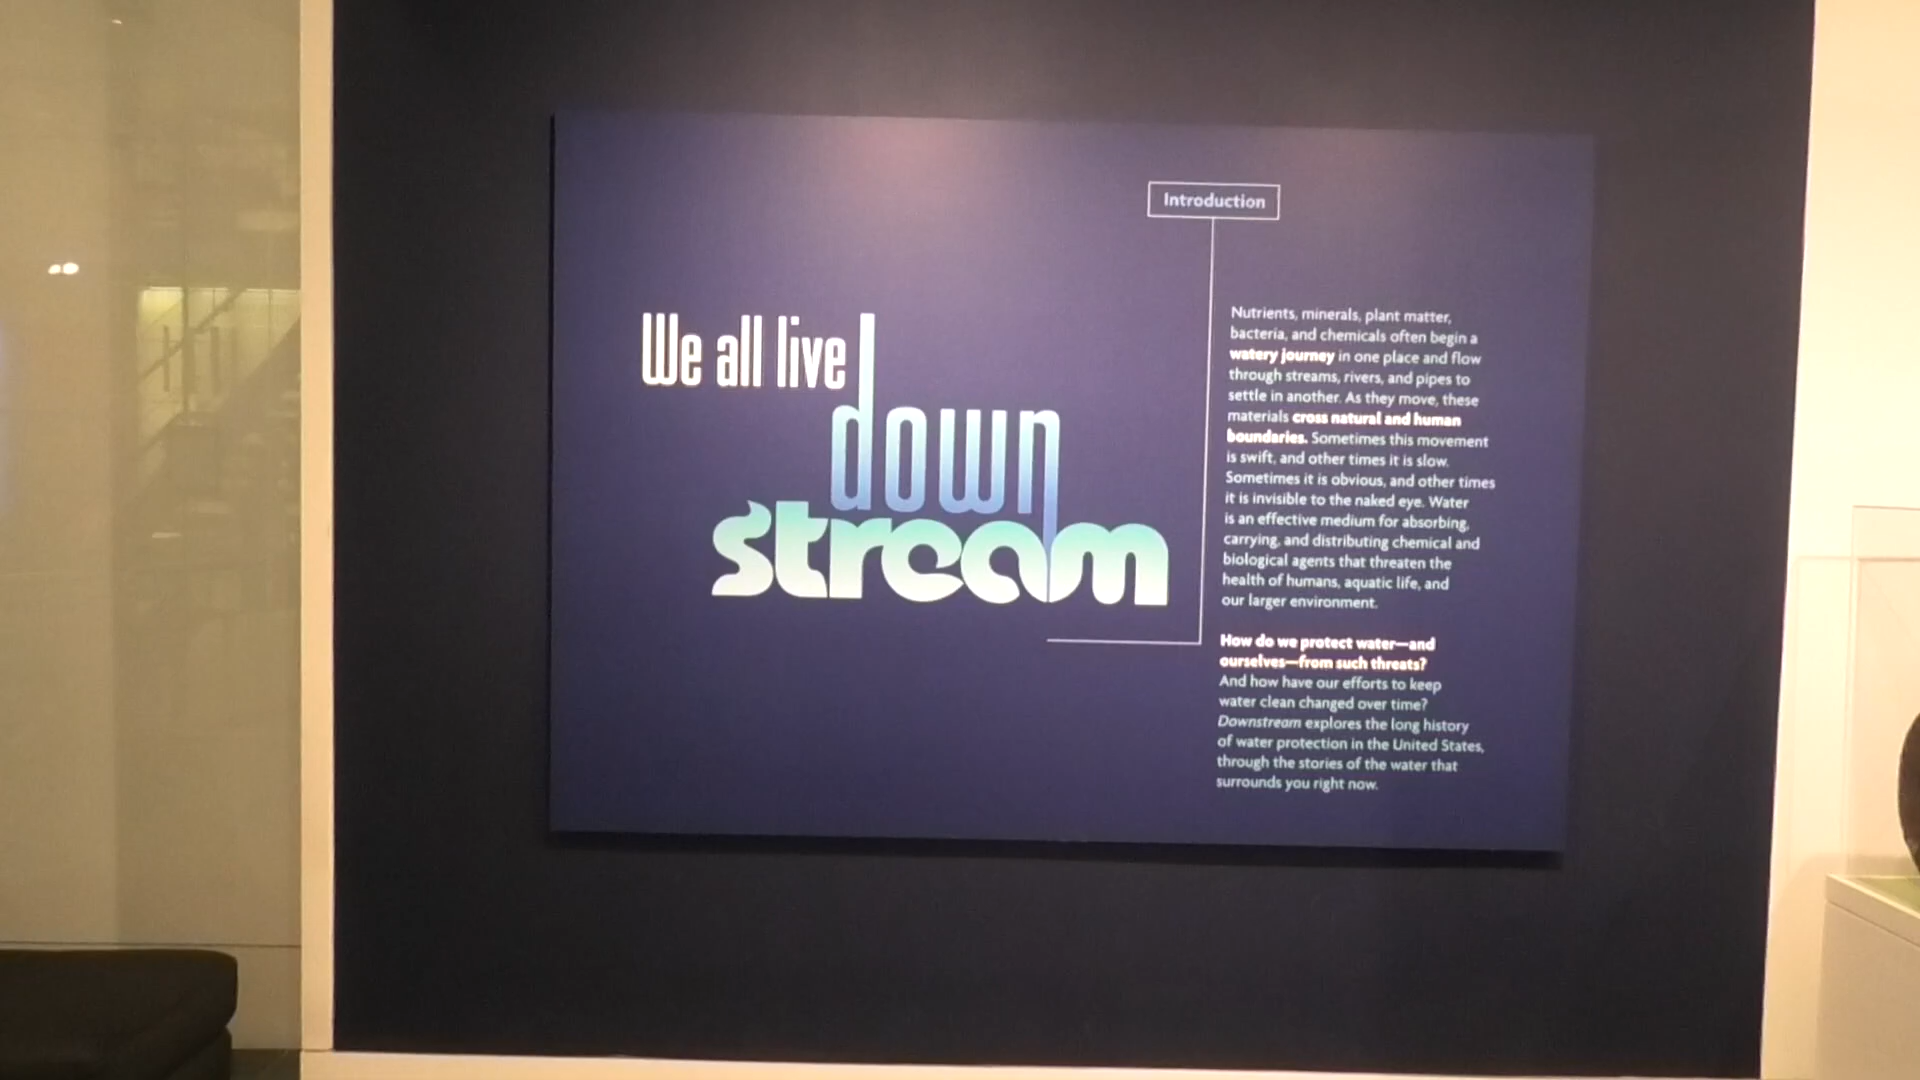 We all live
down
stream
Introduction
Nutrients, minerals, plant matter,
bacteria, and chemicals often begin a
watery journey in one place and flow
through streams, rivers, and pipes to
settle in another. As they move, these
materials cross natural and human
boundaries. Sometimes this movement
is swift, and other times it is slow.
Sometimes it is obvious, and other times
it is invisible to the naked eye. Water
is an effective medium for absorbing,
carrying, and distributing chemical and
biological agents that threaten the
health of humans, aquatic life, and
our larger environment.
How do we protect water—and
ourselves—from such threats?
And how have our efforts to keep
water clean changed over time?
Downstream explores the long history
of water protection in the United States,
through the stories of the water that
surrounds you right now.